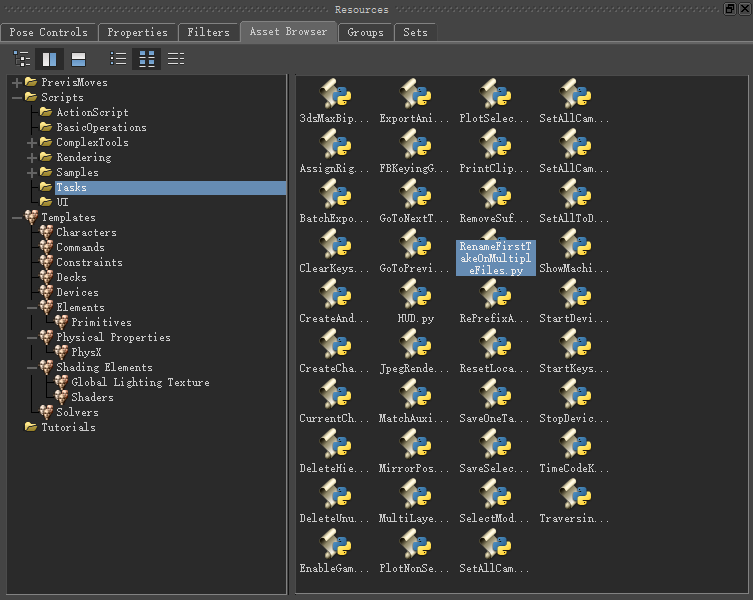 Resources
Pose Controls
Properties
Filters
Asset Browser
Groups
Sets
PrevisMoves
Scripts
ActionScript
BasicOperations
ComplexTools
Rendering
Samples
Tasks
UI
Templates
Characters
Commands
Constraints
Decks
Devices
Elements
Primitives
Physical Properties
PhysX
Shading Elements
Global Lighting Texture
Shaders
Solvers
Tutorials
3dsMaxBip... ExportAni... PlotSelec... SetAllCam...
AssignRig... FBKeyingG... PrintClip... SetAllCam...
BatchExpo... GoToNextT... RemoveSuf... SetAllToD...
RenameFirstT
akeOnMultipl
eFiles.py
ClearKeys... GoToPrevi... ShowMachi...
CreateAnd... HUD.py RePrefixA... StartDevi...
CreateCha... JpegRende... ResetLoca... StartKeys...
CurrentCh... MatchAuxi... SaveOneTa... StopDevic...
DeleteHie... MirrorPos... SaveSelec... TimeCodeK...
DeleteUnu... MultiLaye... SelectMod... Traversin...
EnableGam... PlotNonSe... SetAllCam...